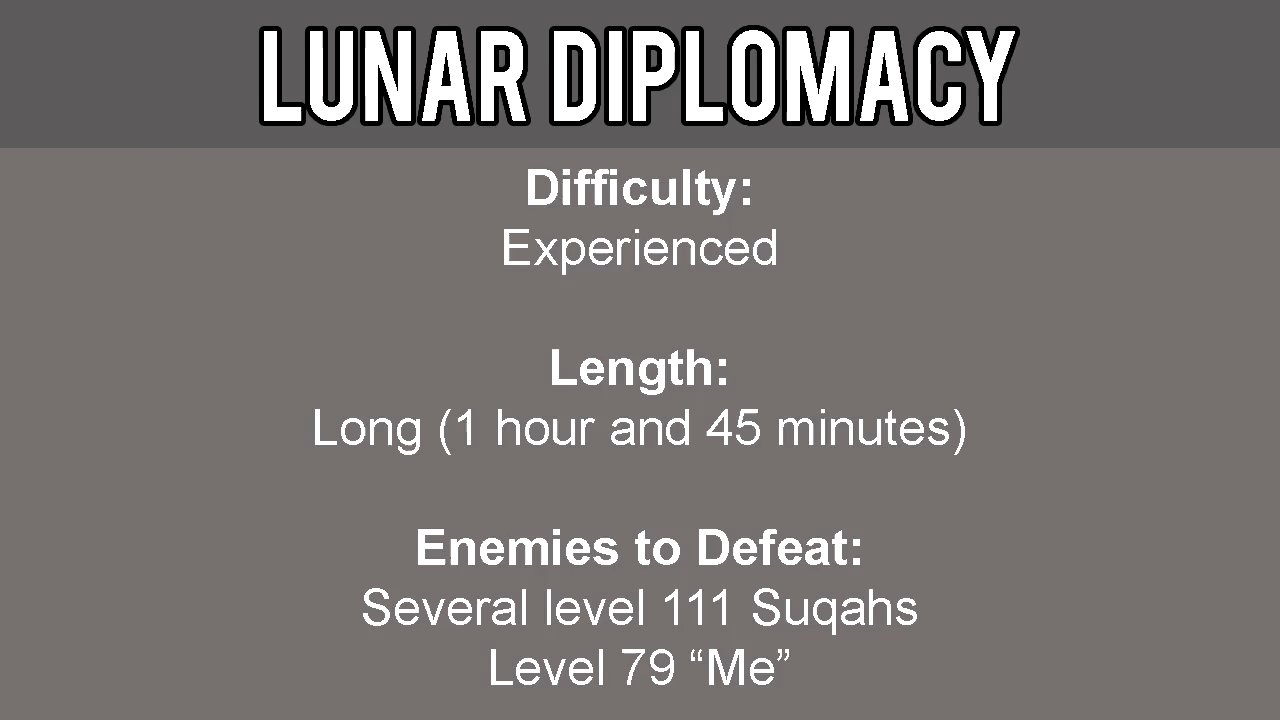 LUNAR DIPLOMACY
Difficulty:
Experienced
Length:
Long (1 hour and 45 minutes)
Enemies to Defeat:
Several level 111 Suqahs
Level 79 “Me”